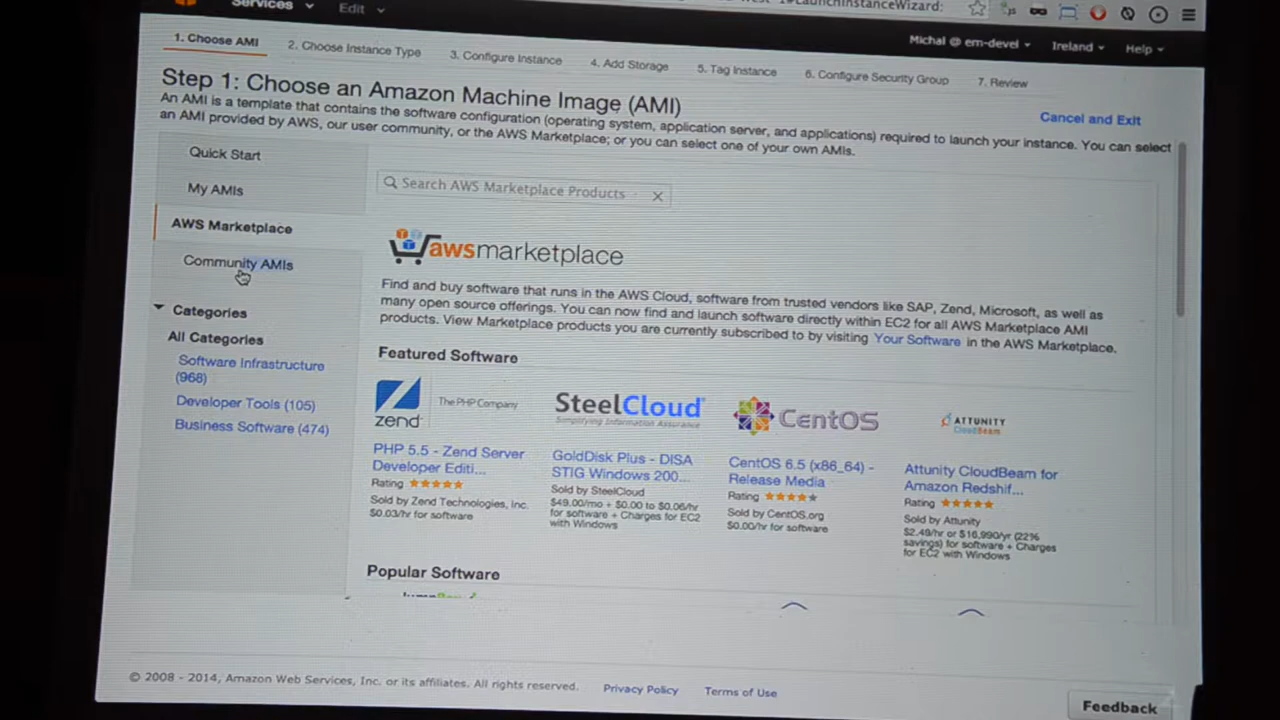 Services
Edit
Michal @ em-devel
Ireland
Help
1. Choose AMI
2. Choose Instance Type
3. Configure Instance
4. Add Storage
5. Tag Instance
6. Configure Security Group
7. Review
Step 1: Choose an Amazon Machine Image (AMI)
Cancel and Exit
An AMI is a template that contains the software configuration (operating system, application server, and applications) required to launch your instance. You can select
an AMI provided by AWS, our user community, or the AWS Marketplace; or you can select one of your own AMIs.
Quick Start
My AMIs
AWS Marketplace
Community AMIs
Categories
All Categories
Software Infrastructure
(968)
Developer Tools (105)
Business Software (474)
Search AWS Marketplace Products
awsmarketplace
Find and buy software that runs in the AWS Cloud, software from trusted vendors like SAP, Zend, Microsoft, as well as
many open source offerings. You can now find and launch software directly within EC2 for all AWS Marketplace AMI
products. View Marketplace products you are currently subscribed to by visiting Your Software in the AWS Marketplace.
Featured Software
zend
The PHP Company
PHP 5.5 - Zend Server
Developer Editi...
Rating
Sold by Zend Technologies, Inc.
$0.03/hr for software
SteelCloud
Simplifying Information Assurance
GoldDisk Plus - DISA
STIG Windows 200...
Sold by SteelCloud
$49.00/mo + $0.00 to $0.06/hr
for software + Charges for EC2
with Windows
CentOS
CentOS 6.5 (x86_64) -
Release Media
Rating
Sold by CentOS.org
$0.00/hr for software
ATTUNITY
CloudBeam
Attunity CloudBeam for
Amazon Redshif...
Rating
Sold by Attunity
$2.49/hr or $16,990/yr (22%
savings) for software + Charges
for EC2 with Windows
Popular Software
© 2008 - 2014, Amazon Web Services, Inc. or its affiliates. All rights reserved.
Privacy Policy
Terms of Use
Feedback